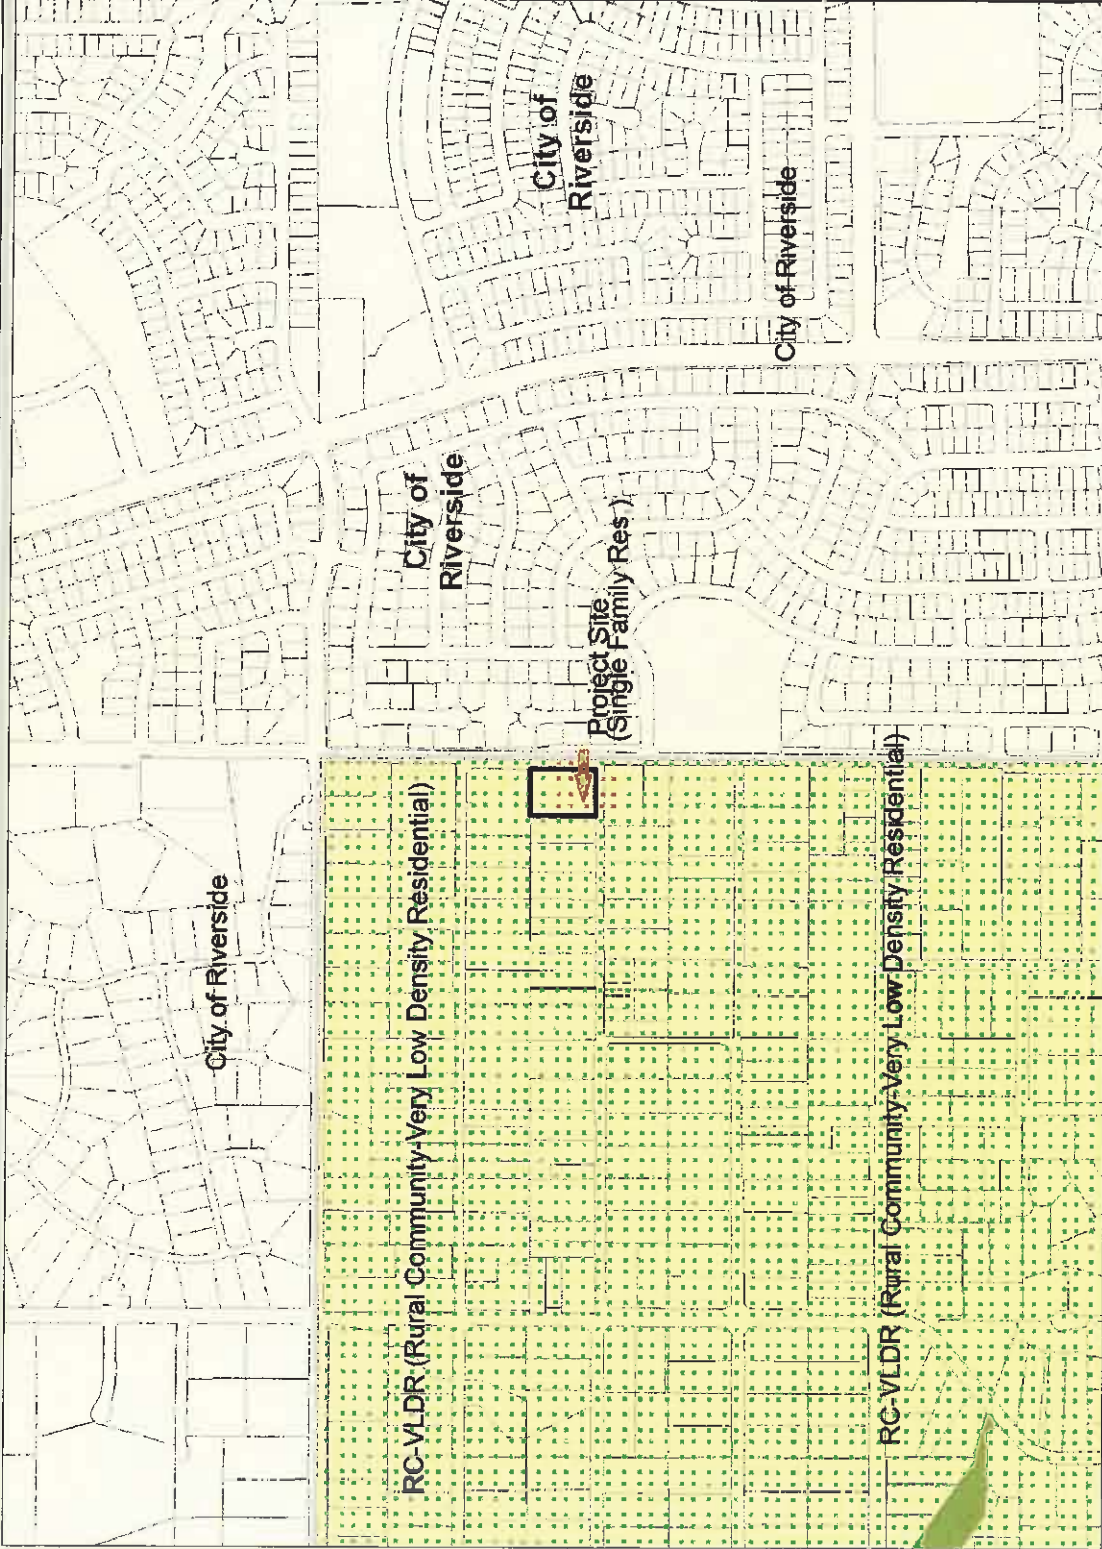 City of Riverside
RC-VLDR (Rural Community-Very Low Density Residential)
City of
Riverside
Project Site
(Single Family Res )
RC-VLDR (Rural Community-Very Low Density Residential)
City of
Riverside
City of Riverside